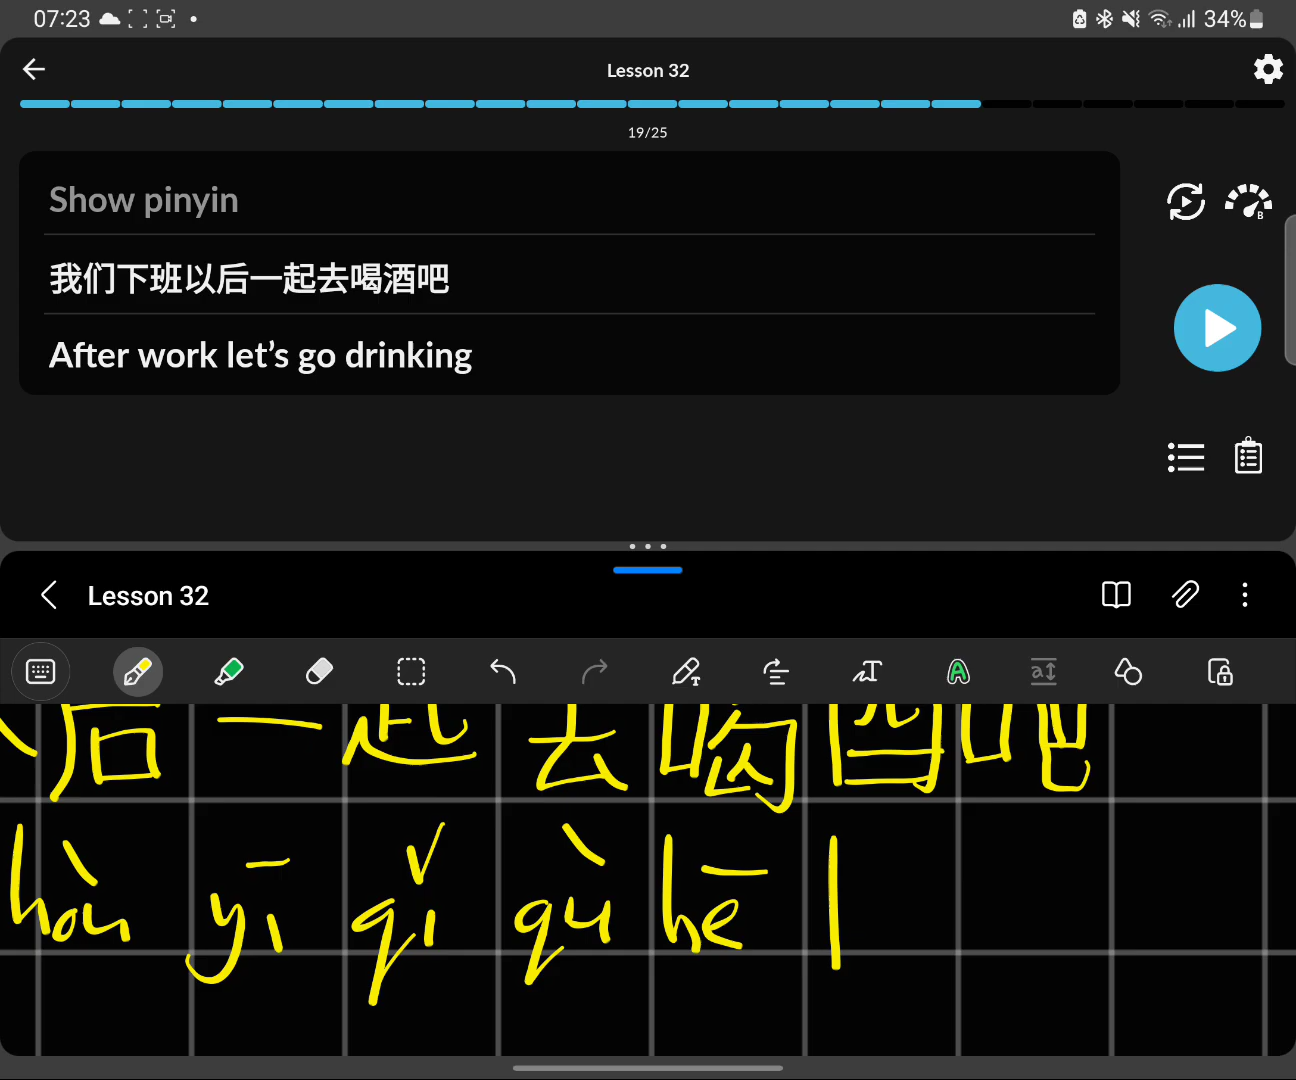 07:23
34%
Lesson 32
19/25
Show pinyin
我们下班以后一起去喝酒吧
After work let's go drinking
Lesson 32
后一起去喝 吧
hòu yī qǐ qù hē